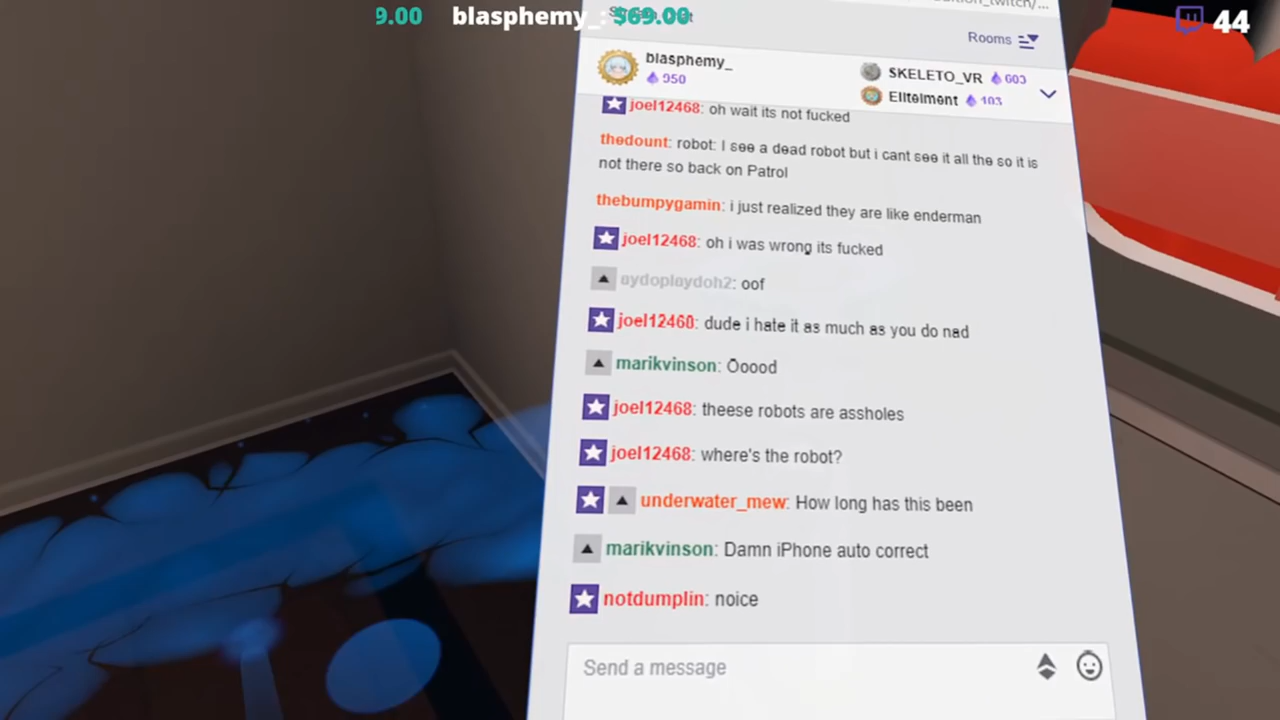 9.00 blasphemy_: $69.00
44
Rooms
blasphemy_
950
SKELETO_VR 603
Elitelment 103
joel12468: oh wait its not fucked
thedount: robot: I see a dead robot but i cant see it all the so it is
not there so back on Patrol
thebumpygamin: i just realized they are like enderman
joel12468: oh i was wrong its fucked
aydoplaydoh2: oof
joel12468: dude i hate it as much as you do nad
marikvinson: Ooood
joel12468: theese robots are assholes
joel12468: where's the robot?
underwater_mew: How long has this been
marikvinson: Damn iPhone auto correct
notdumplin: noice
Send a message